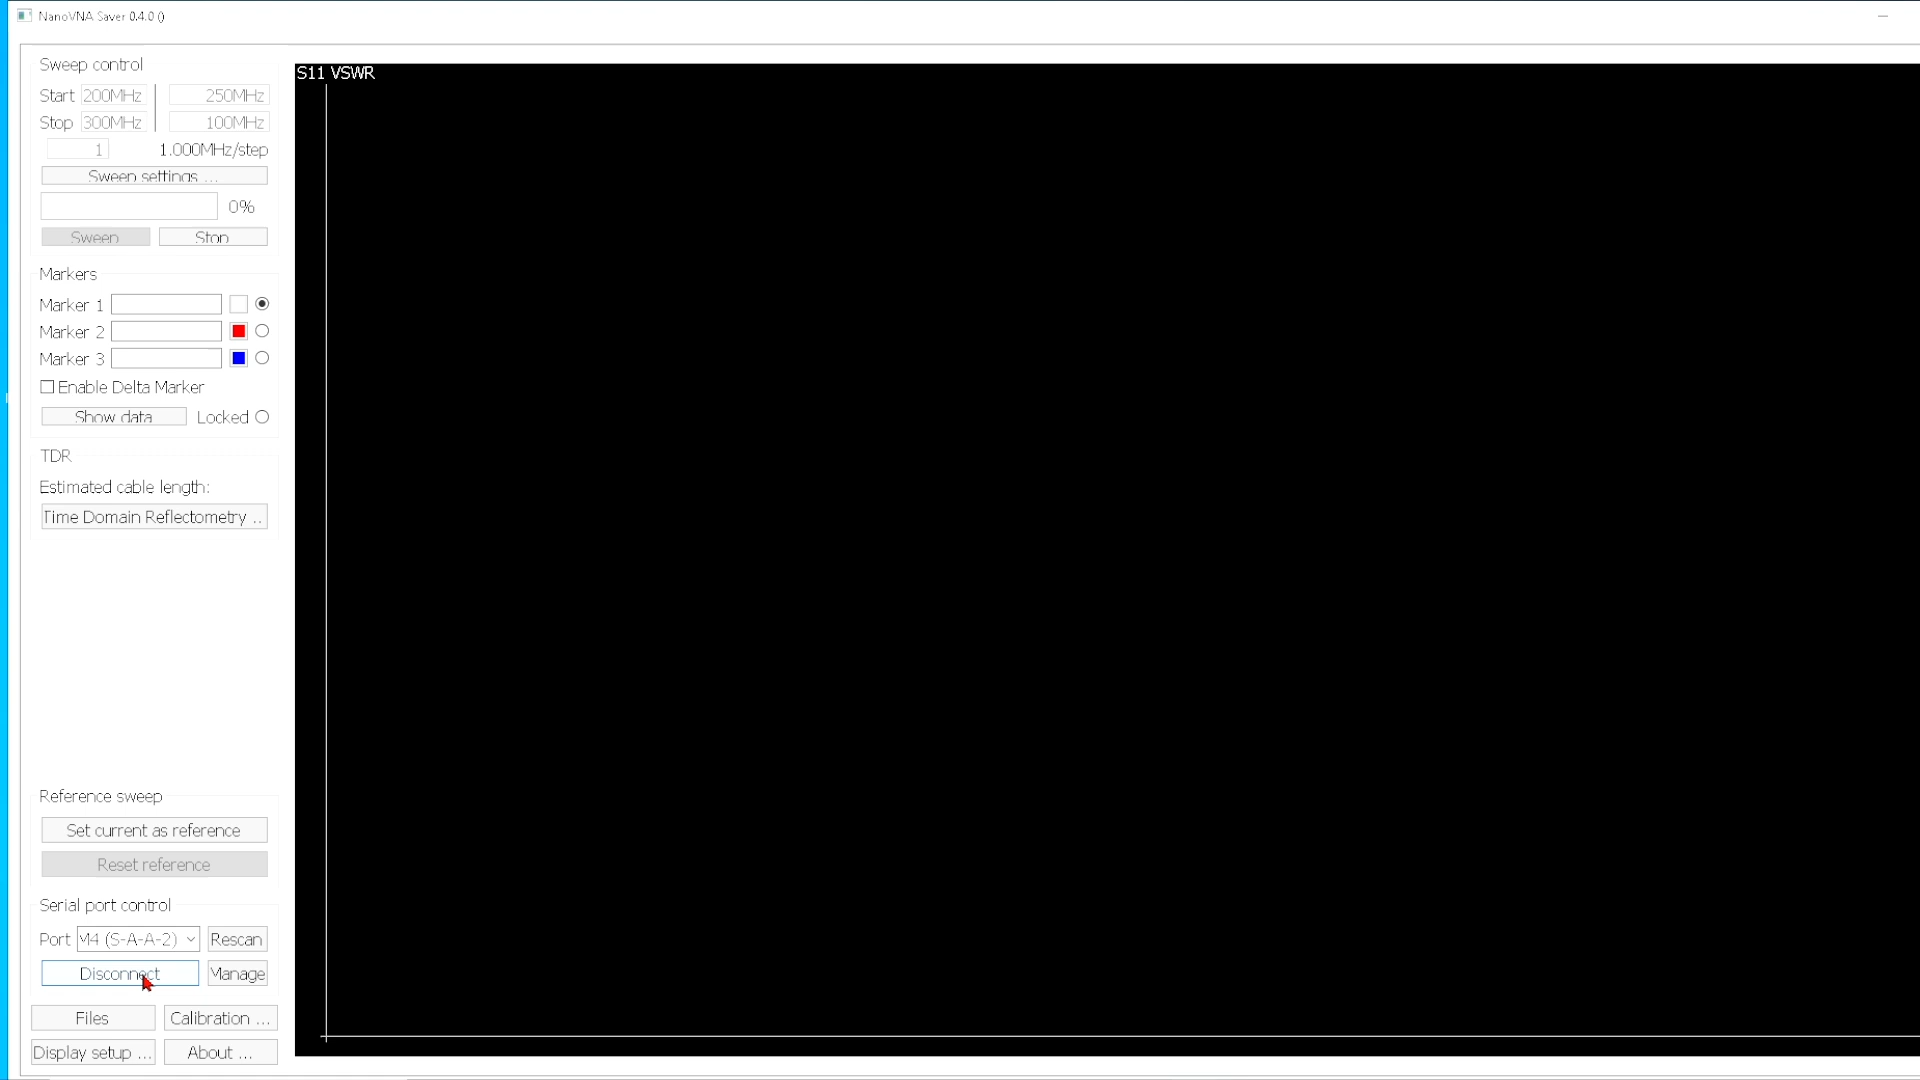 NanoVNA Saver 0.4.0 ()
Sweep control
Start 200MHz 250MHz
Stop 300MHz 100MHz
1 1.000MHz/step
Sweep settings ...
0%
Sweep Stop
Markers
Marker 1
Marker 2
Marker 3
Enable Delta Marker
Show data Locked
TDR
Estimated cable length:
Time Domain Reflectometry ..
Reference sweep
Set current as reference
Reset reference
Serial port control
Port M4 (S-A-A-2) Rescan
Disconnect Manage
Files Calibration ...
Display setup ... About ...
S11 VSWR